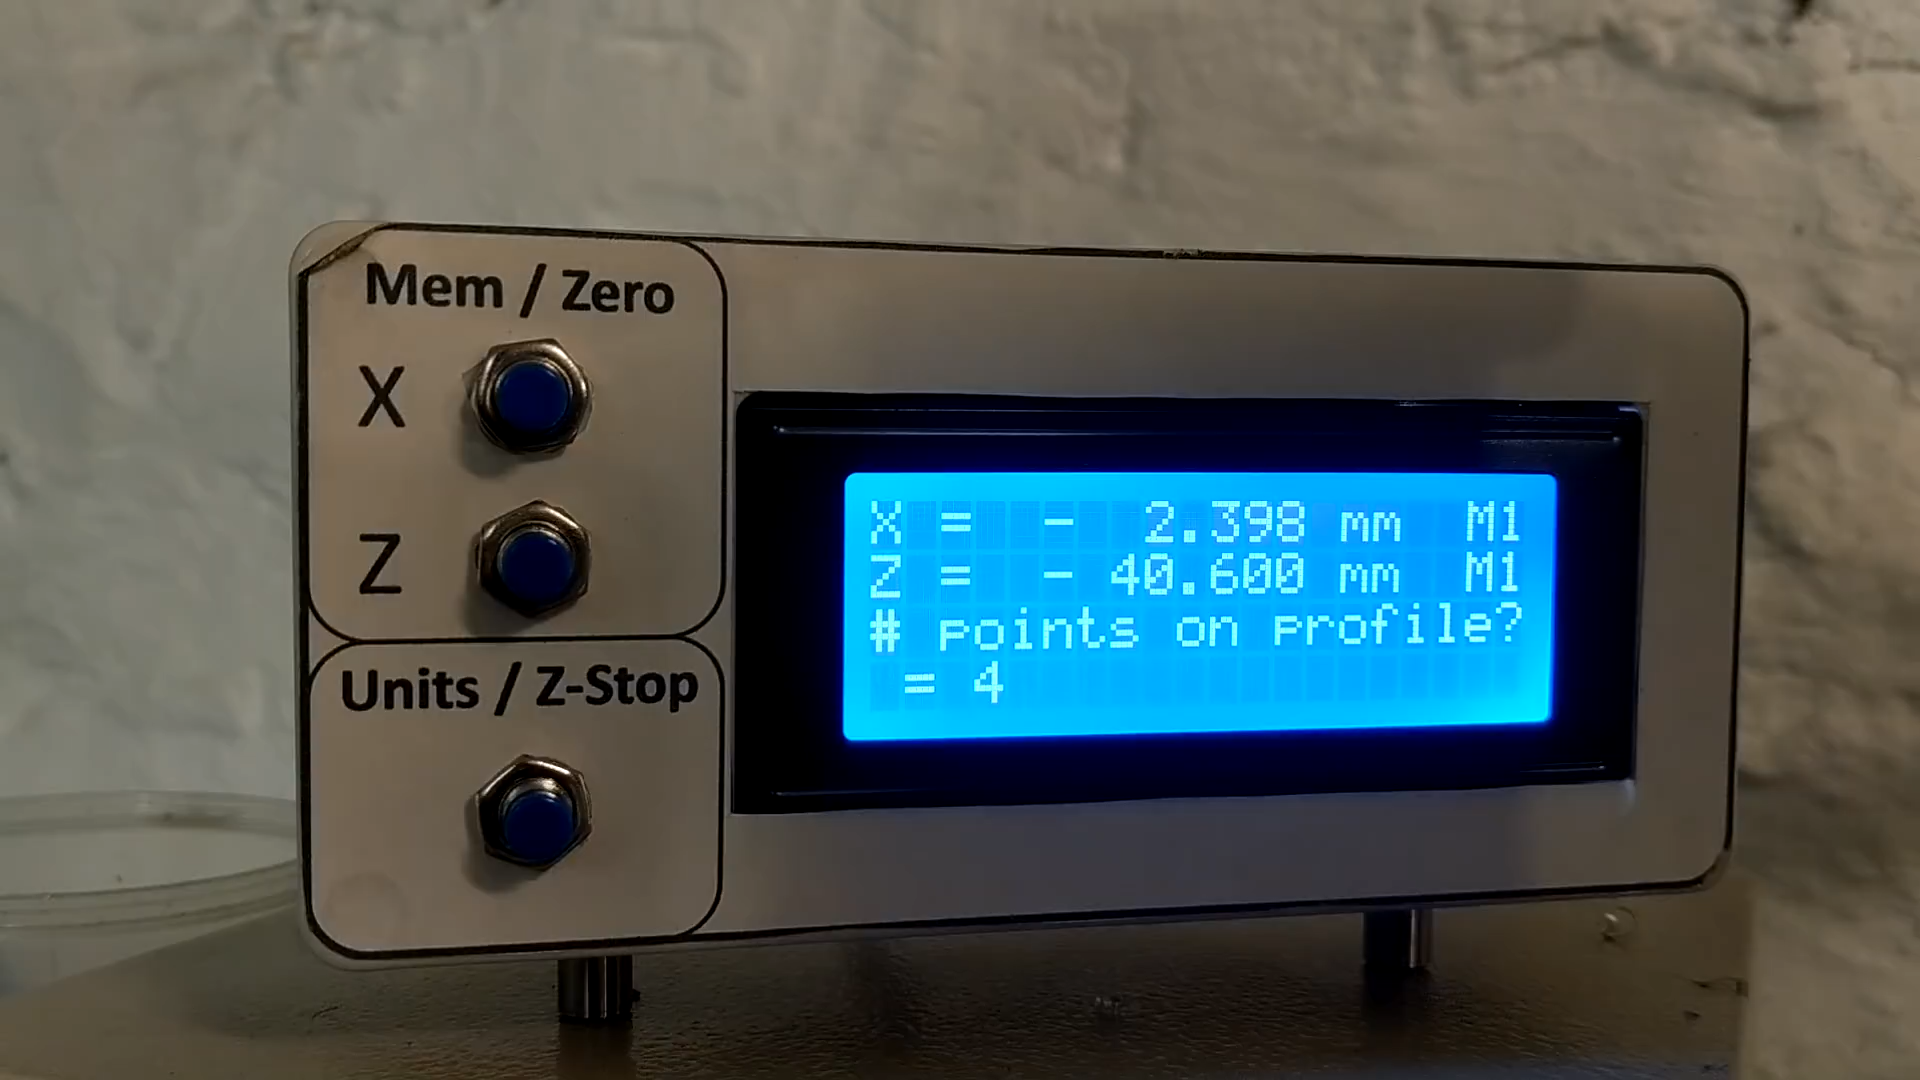 Mem / Zero
X
Z
Units / Z-Stop
X = - 2.398 mm M1
Z = - 40.600 mm M1
# points on profile?
= 4